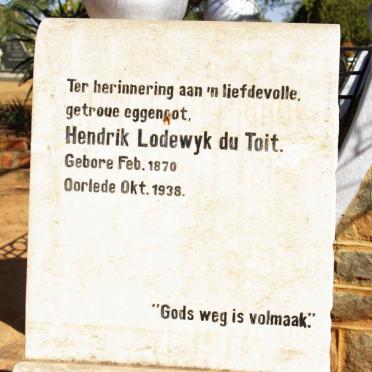 Ter herinnering aan 'n liefdevolle,
getroue eggenoot,
Hendrik Lodewyk du Toit.
Gebore Feb. 1870
Oorlede Okt. 1938.
"Gods weg is volmaak."